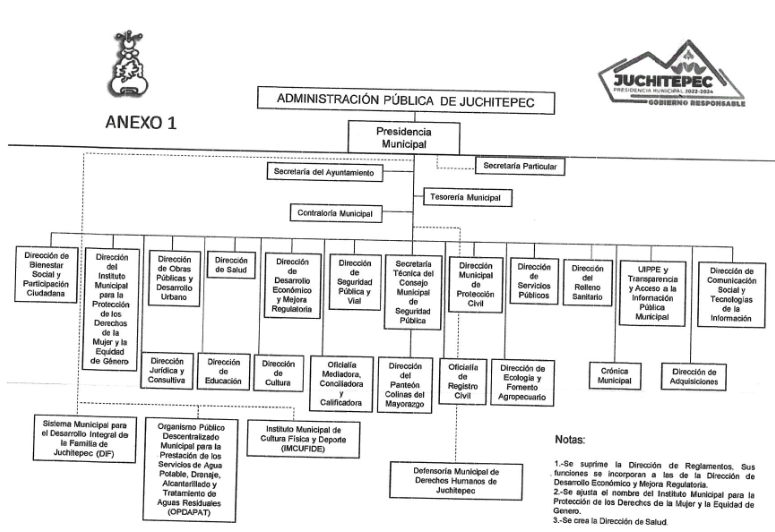 JUCHITEPEC
PRESIDENCIA MUNICIPAL 2022-2024
GOBIERNO RESPONSABLE
ADMINISTRACIÓN PÚBLICA DE JUCHITEPEC
ANEXO 1
Presidencia
Municipal
Secretaría Particular
Secretaría del Ayuntamiento
Tesorería Municipal
Contraloría Municipal
Dirección de
Bienestar
Social y
Participación
Ciudadana
Dirección
del
Instituto
Municipal
para la
Protección
de los
Derechos
de la
Mujer y la
Equidad
de Género
Dirección
de Obras
Públicas y
Desarrollo
Urbano
Dirección
de Salud
Dirección
de
Desarrollo
Económico
y Mejora
Regulatoria
Dirección
de
Seguridad
Pública y
Vial
Secretaría
Técnica del
Consejo
Municipal
de
Seguridad
Pública
Dirección
Municipal
de
Protección
Civil
Dirección
de
Servicios
Públicos
Dirección
del
Relleno
Sanitario
UIPPE y
Transparencia
y Acceso a la
Información
Pública
Municipal
Dirección de
Comunicación
Social y
Tecnologías
de la
Información
Dirección
Jurídica y
Consultiva
Dirección
de
Educación
Dirección
de
Cultura
Oficialía
Mediadora,
Conciliadora
y
Calificadora
Dirección
del
Panteón
Colinas del
Mayorazgo
Oficialía
de
Registro
Civil
Dirección de
Ecología y
Fomento
Agropecuario
Crónica
Municipal
Dirección de
Adquisiciones
Sistema Municipal para
el Desarrollo Integral de
la Familia de
Juchitepec (DIF)
Organismo Público
Descentralizado
Municipal para la
Prestación de los
Servicios de Agua
Potable, Drenaje,
Alcantarillado y
Tratamiento de
Aguas Residuales
(OPDAPAT)
Instituto Municipal de
Cultura Física y Deporte
(IMCUFIDE)
Defensoría Municipal de
Derechos Humanos de
Juchitepec
Notas:
1.-Se suprime la Dirección de Reglamentos. Sus
funciones se incorporan a las de la Dirección de
Desarrollo Económico y Mejora Regulatoria.
2.-Se ajusta el nombre del Instituto Municipal para la
Protección de los Derechos de la Mujer y la Equidad de
Genero.
3.-Se crea la Dirección de Salud.